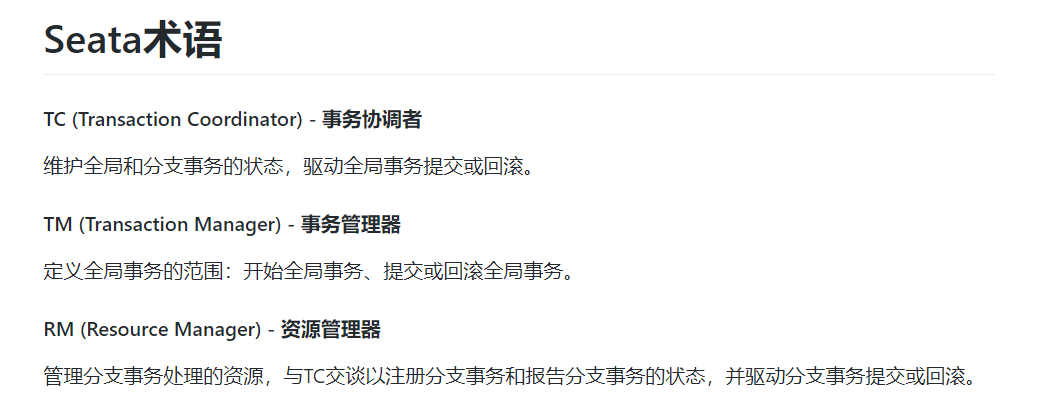 Seata术语
TC (Transaction Coordinator) - 事务协调者
维护全局和分支事务的状态，驱动全局事务提交或回滚。
TM (Transaction Manager) - 事务管理器
定义全局事务的范围：开始全局事务、提交或回滚全局事务。
RM (Resource Manager) - 资源管理器
管理分支事务处理的资源，与TC交谈以注册分支事务和报告分支事务的状态，并驱动分支事务提交或回滚。